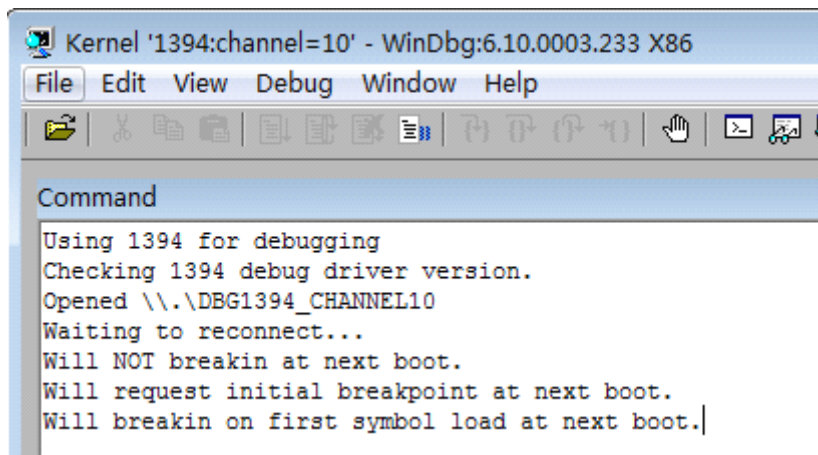 Kernel '1394:channel=10' - WinDbg:6.10.0003.233 X86
File Edit View Debug Window Help
Command
Using 1394 for debugging
Checking 1394 debug driver version.
Opened \\.\DBG1394_CHANNEL10
Waiting to reconnect...
Will NOT breakin at next boot.
Will request initial breakpoint at next boot.
Will breakin on first symbol load at next boot.